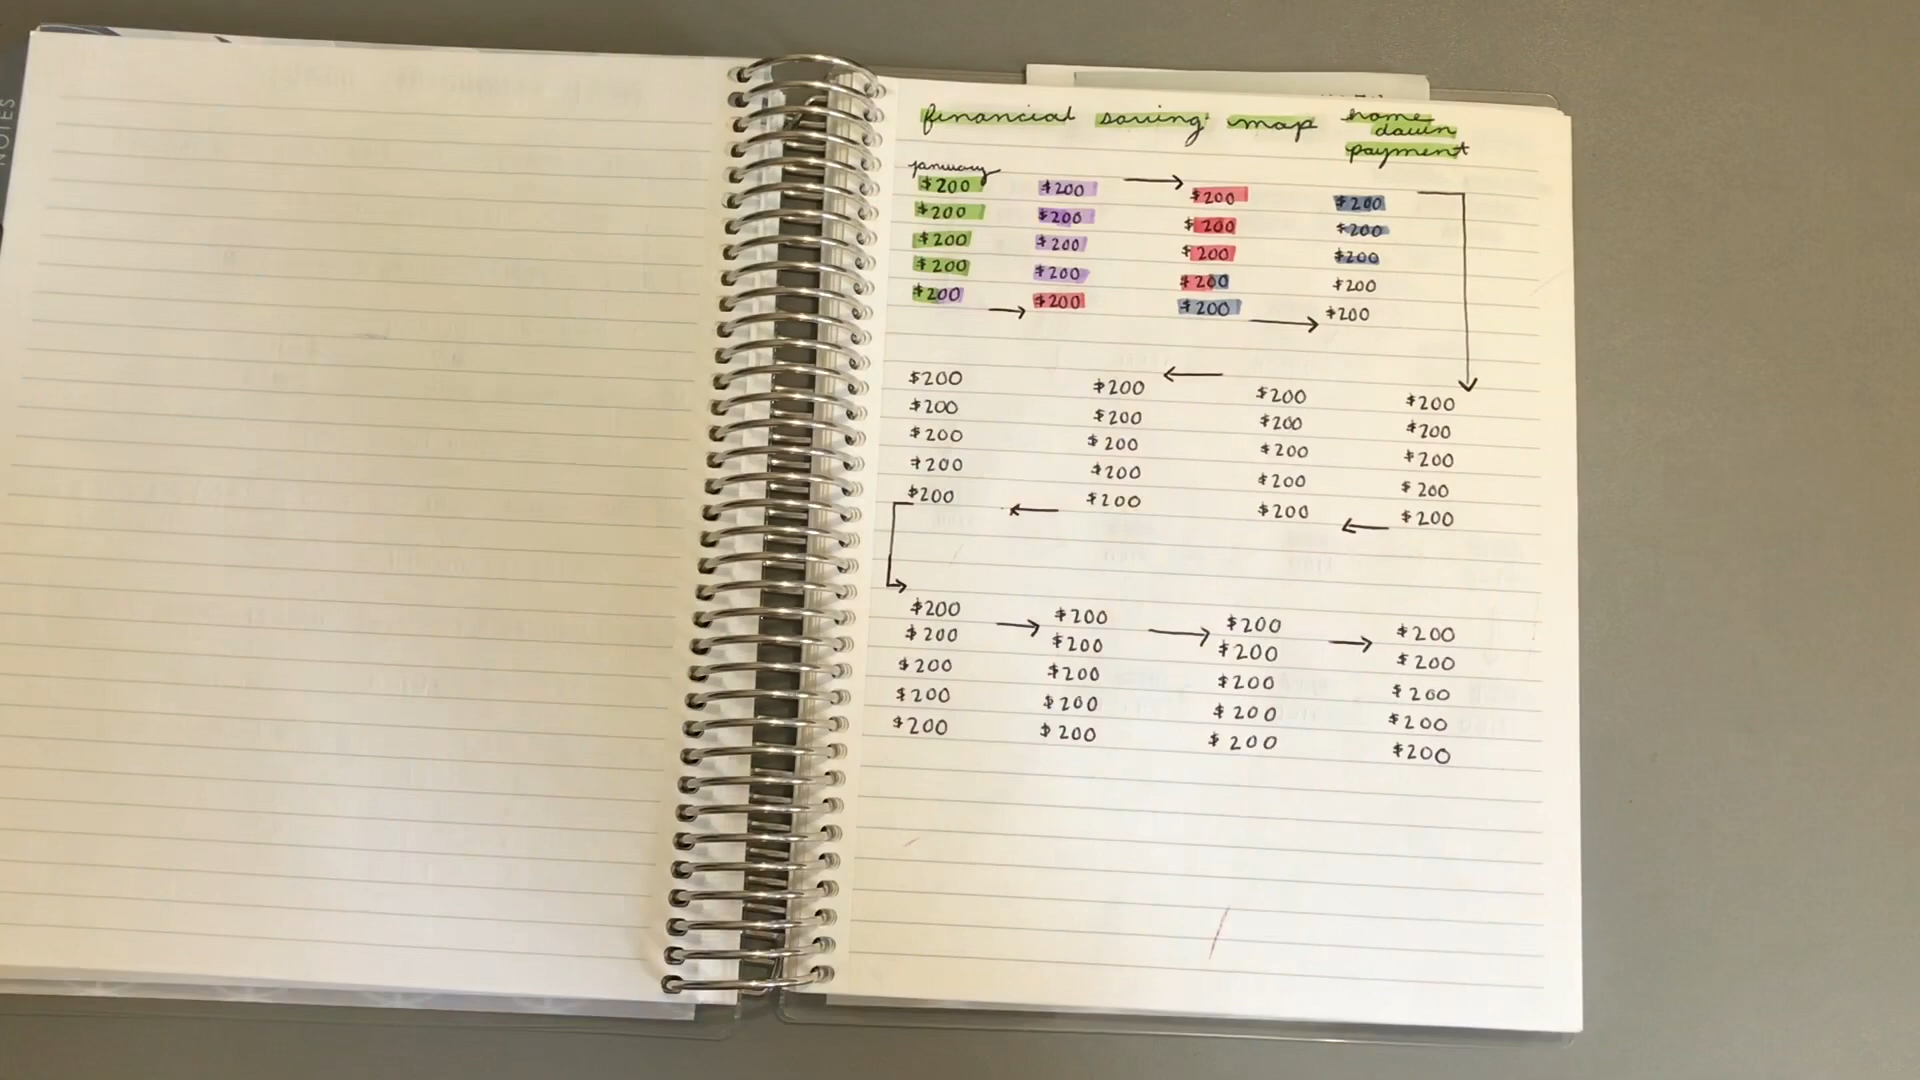 NOTES
financial saving map home
down
payment
january
$200 $200 → $200 $200
$200 $200 $200 $200
$200 $200 $200 $200
$200 $200 $200 $200
$200 → $200 $200 → $200
$200 $200 ← $200 $200
$200 $200 $200 $200
$200 $200 $200 $200
$200 $200 $200 $200
$200 ← $200 $200 ← $200
$200 → $200 → $200 → $200
$200 $200 $200 $200
$200 $200 $200 $200
$200 $200 $200 $200
$200 $200 $200 $200